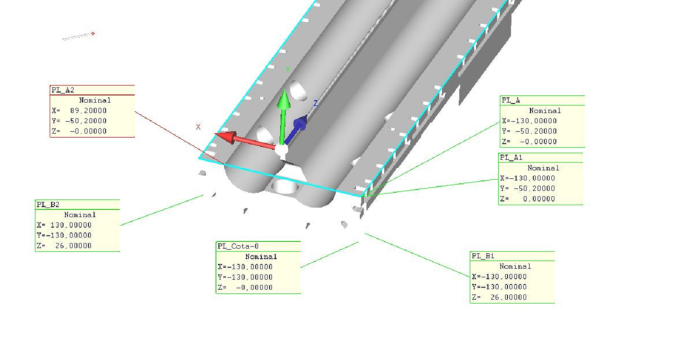 Y
Z
X
PL_A2
Nominal
X= 89,20000
Y= -50,20000
Z= -0,00000
PL_A
Nominal
X=-130,00000
Y= -50,20000
Z= -0,00000
PL_A1
Nominal
X=-130,00000
Y= -50,20000
Z= 0,00000
PL_B2
Nominal
X= 130,00000
Y=-130,00000
Z= 26,00000
PL_Cota-0
Nominal
X=-130,00000
Y=-130,00000
Z= -0,00000
PL_B1
Nominal
X=-130,00000
Y=-130,00000
Z= 26,00000